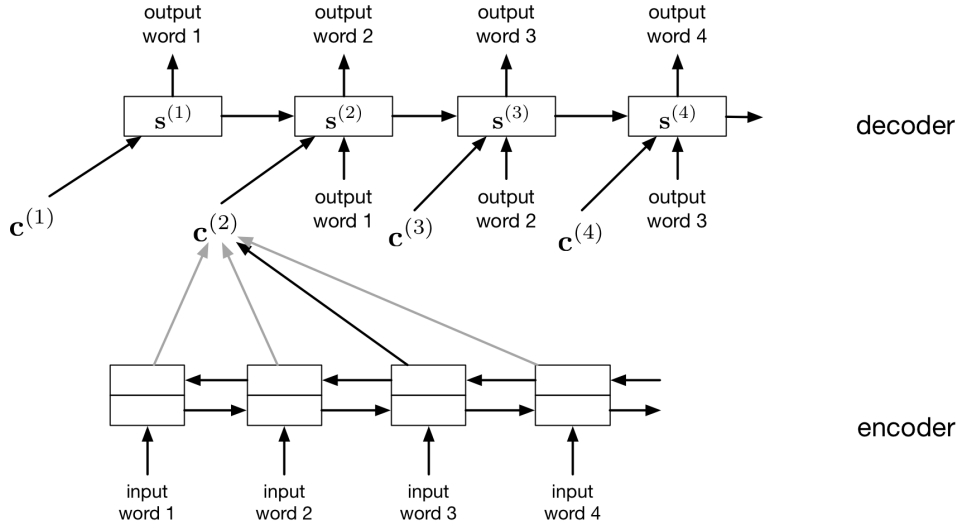 output
word 1
output
word 2
output
word 3
output
word 4
s^(1)
s^(2)
s^(3)
s^(4)
decoder
output
word 1
output
word 2
output
word 3
c^(1)
c^(2)
c^(3)
c^(4)
encoder
input
word 1
input
word 2
input
word 3
input
word 4